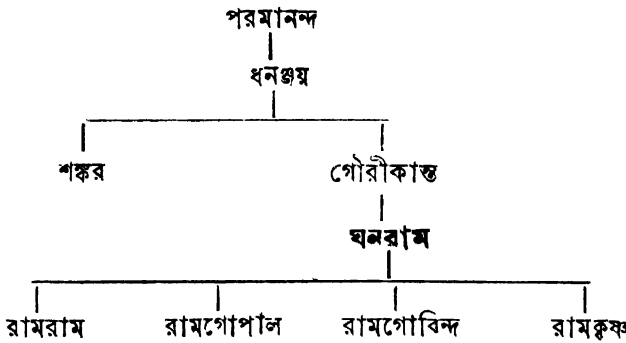 পরমানন্দ
ধনঞ্জয়
শঙ্কর গৌরীকান্ত
ঘনরাম
রামরাম রামগোপাল রামগোবিন্দ রামকৃষ্ণ